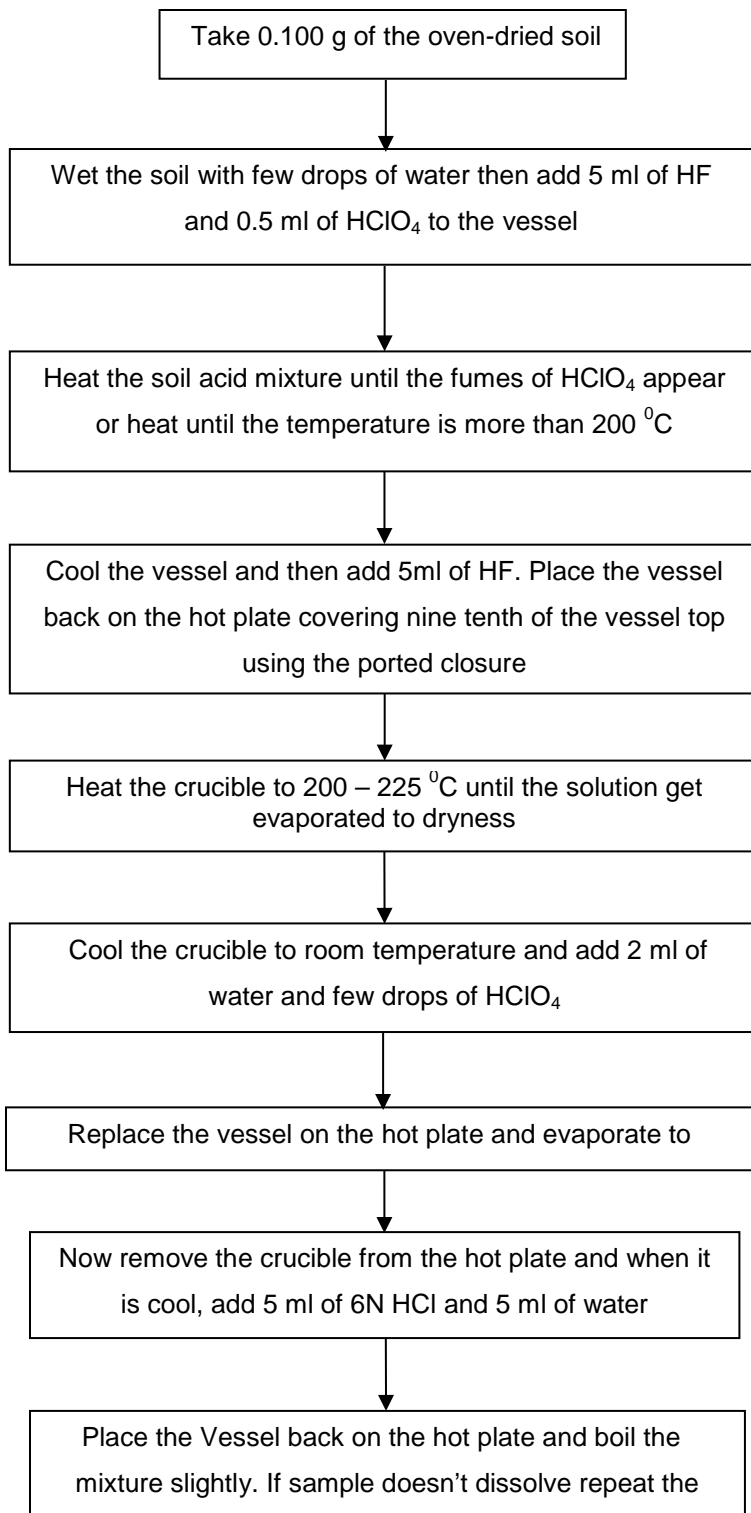 Take 0.100 g of the oven-dried soil
Wet the soil with few drops of water then add 5 ml of HF
and 0.5 ml of HClO₄ to the vessel
Heat the soil acid mixture until the fumes of HClO₄ appear
or heat until the temperature is more than 200 ⁰C
Cool the vessel and then add 5ml of HF. Place the vessel
back on the hot plate covering nine tenth of the vessel top
using the ported closure
Heat the crucible to 200 – 225 ⁰C until the solution get
evaporated to dryness
Cool the crucible to room temperature and add 2 ml of
water and few drops of HClO₄
Replace the vessel on the hot plate and evaporate to
Now remove the crucible from the hot plate and when it
is cool, add 5 ml of 6N HCl and 5 ml of water
Place the Vessel back on the hot plate and boil the
mixture slightly. If sample doesn’t dissolve repeat the